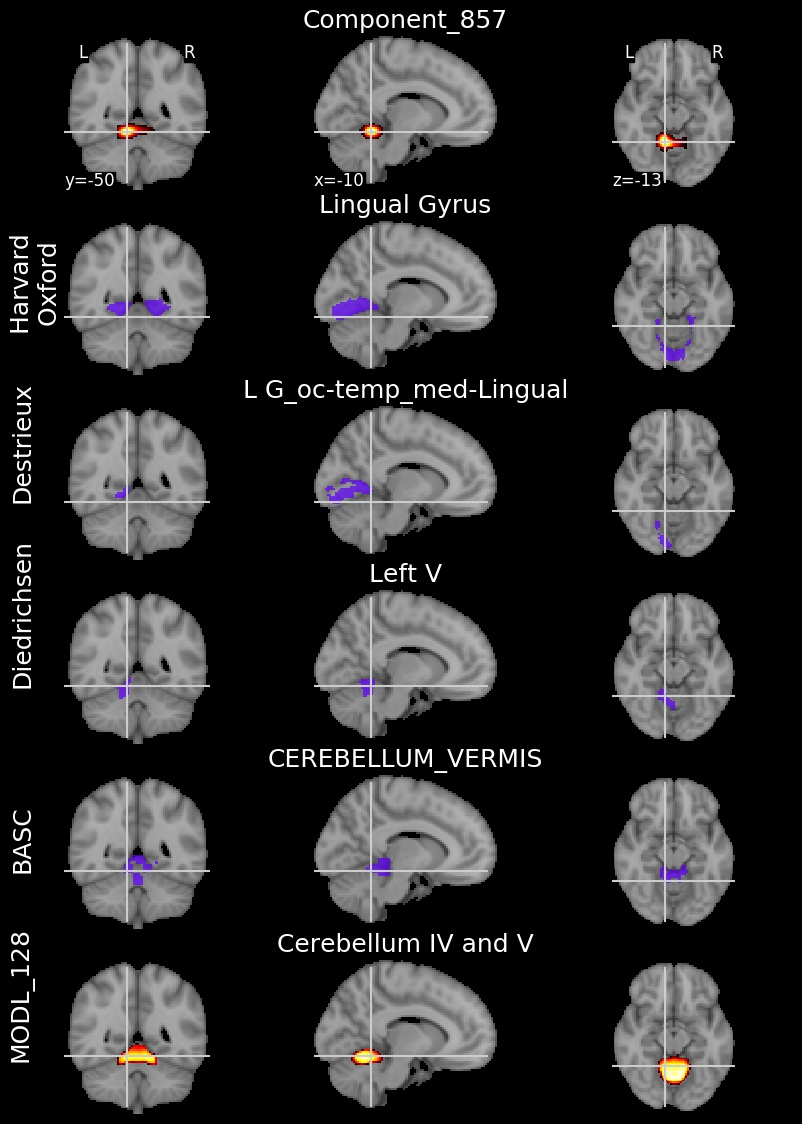 Component_857
L R
L R
y=-50
x=-10
z=-13
Lingual Gyrus
Harvard
Oxford
L G_oc-temp_med-Lingual
Destrieux
Left V
Diedrichsen
CEREBELLUM_VERMIS
BASC
Cerebellum IV and V
MODL_128